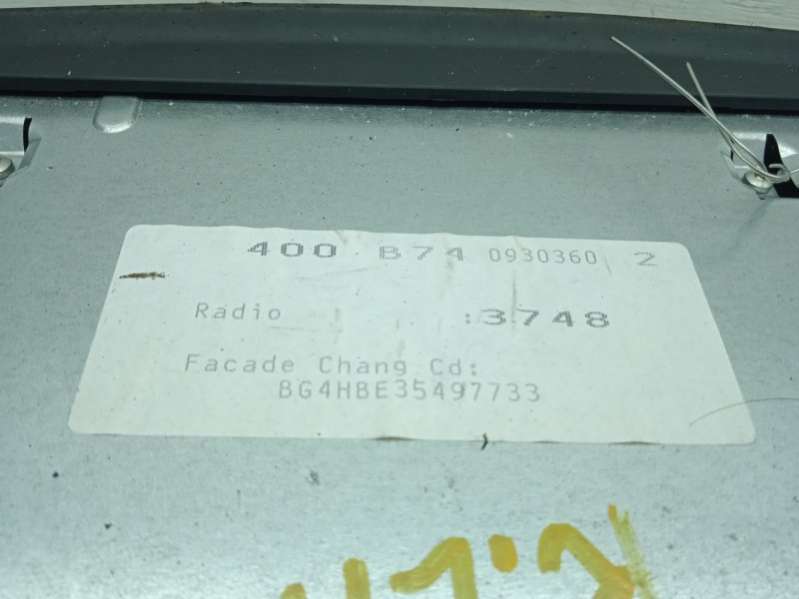 400 B74 0930360 2
Radio :3748
Facade Chang Cd:
BG4HBE35497733